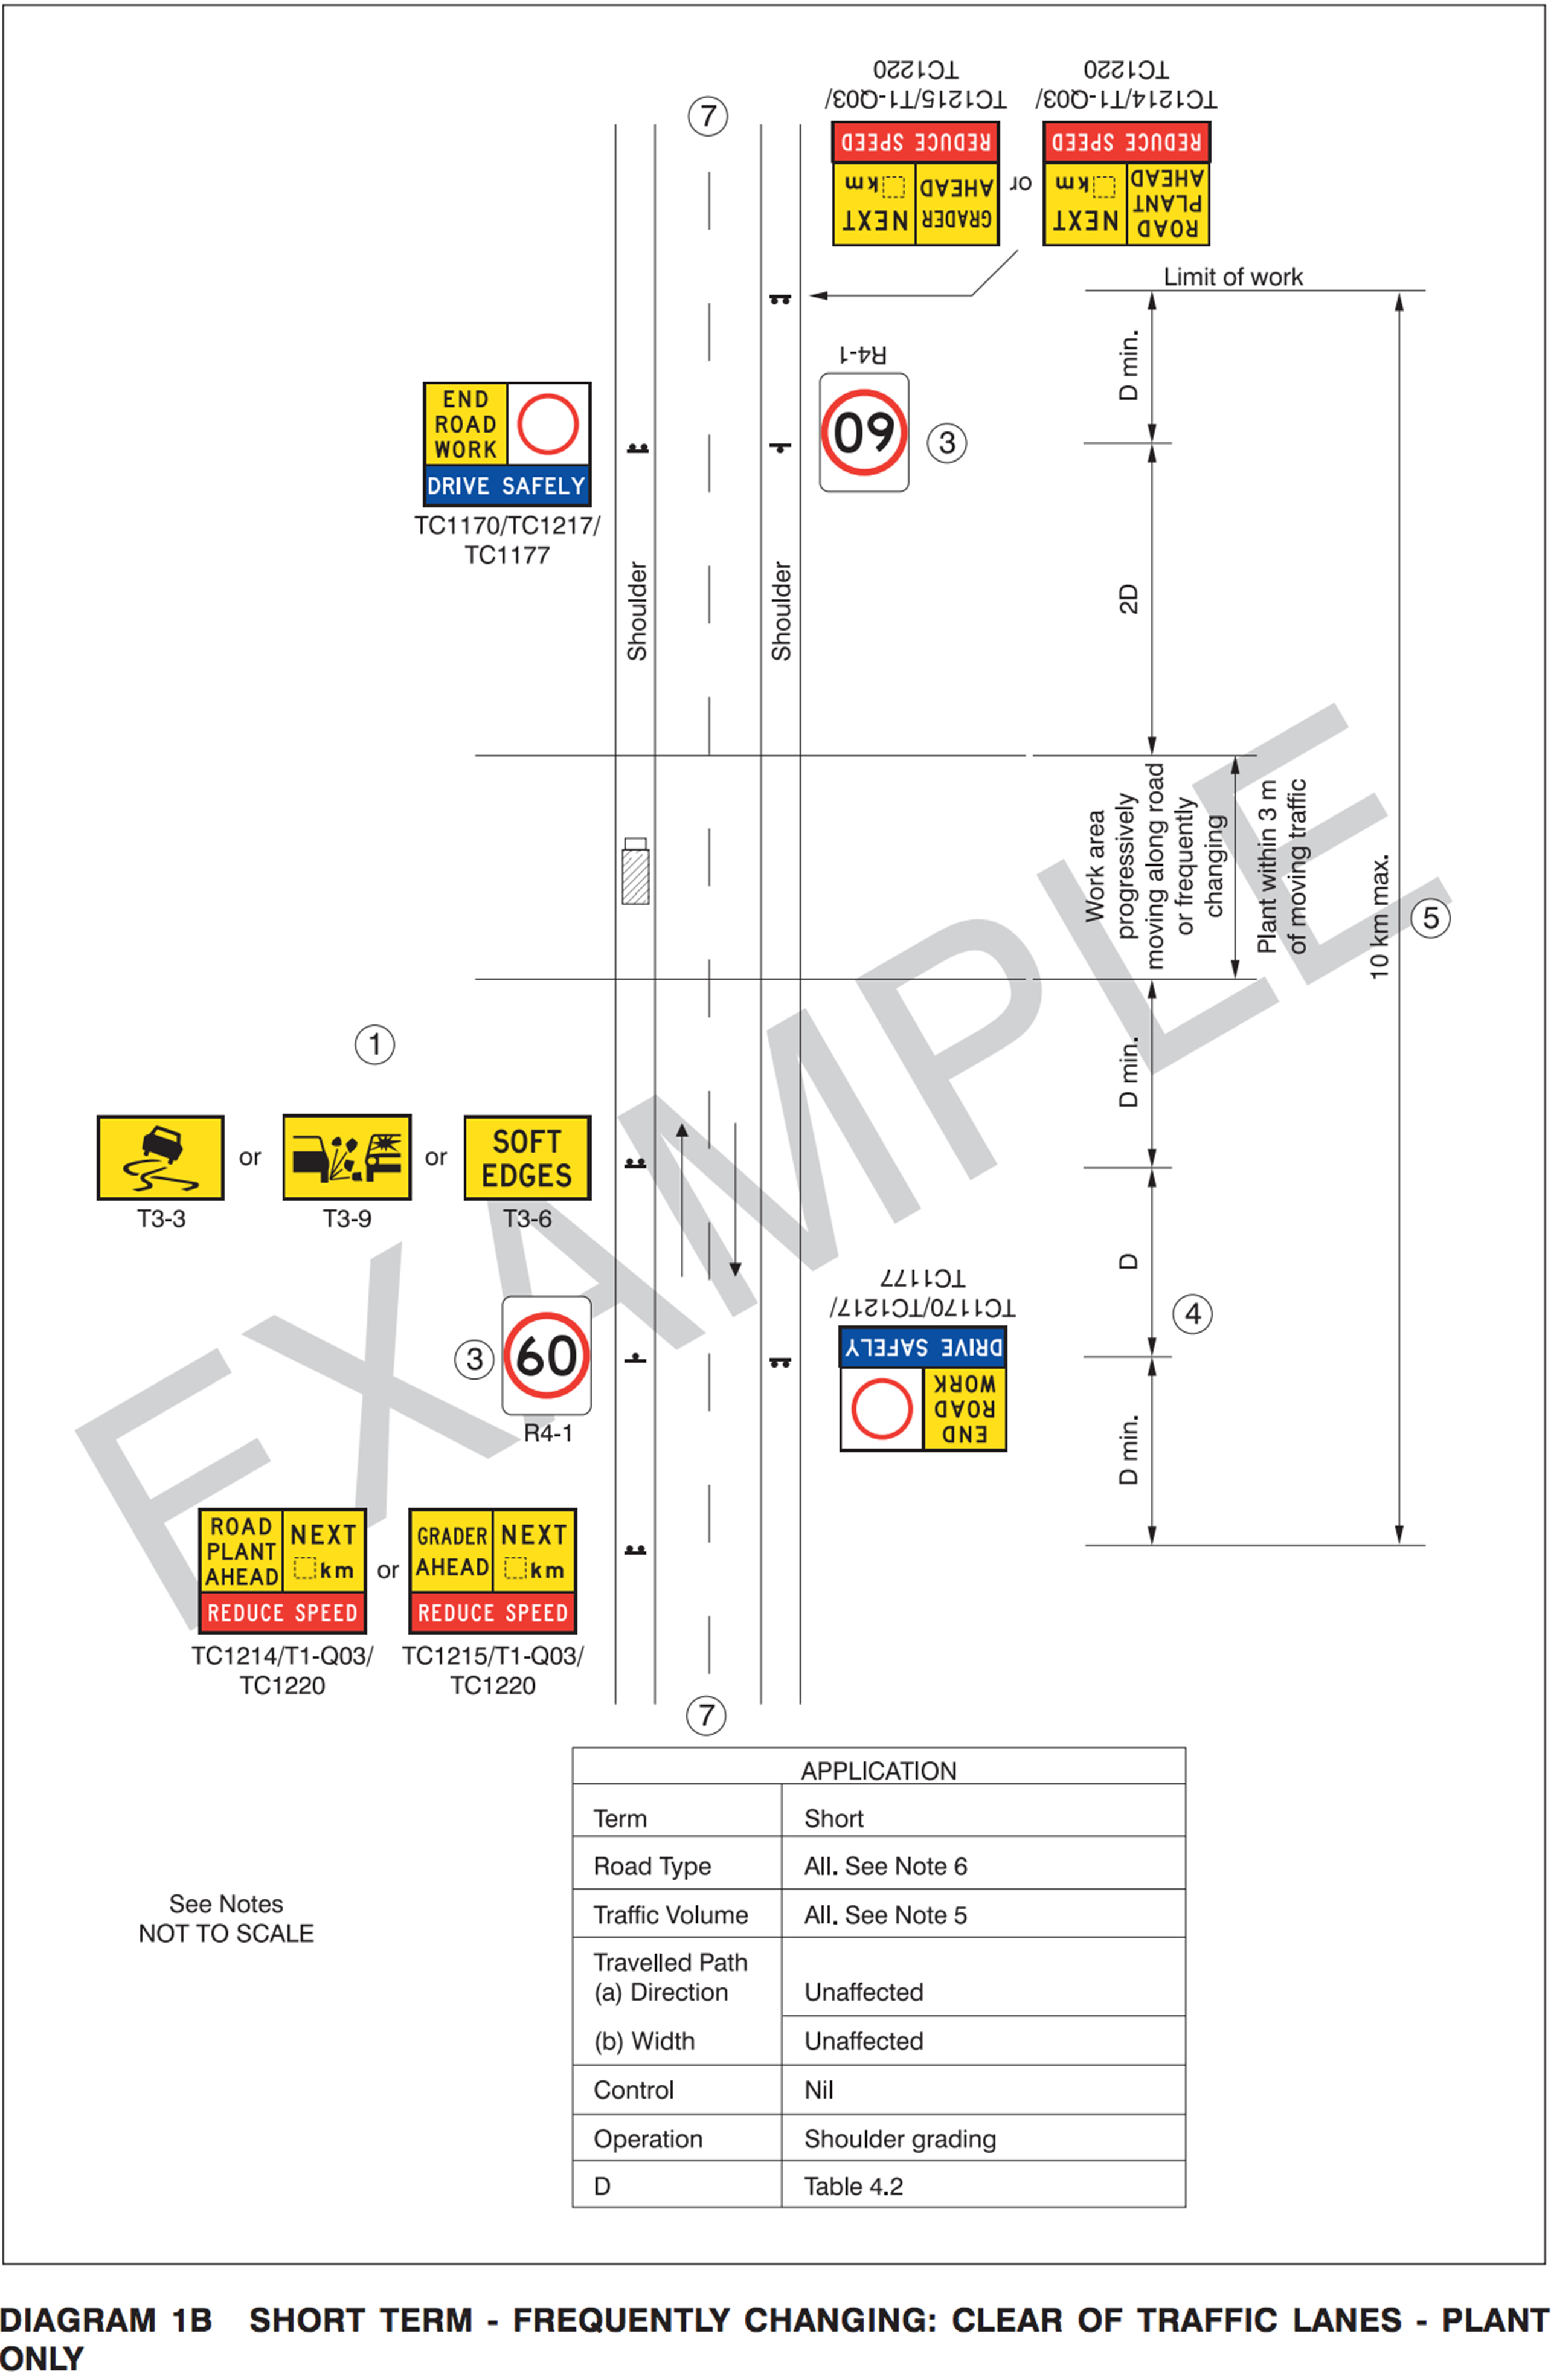 TC1215/T1-Q03/
TC1220
TC1214/T1-Q03/
TC1220
7
GRADER
AHEAD
NEXT
km
REDUCE SPEED
or
ROAD
PLANT
AHEAD
NEXT
km
REDUCE SPEED
Limit of work
D min.
R4-1
60
3
END
ROAD
WORK
DRIVE SAFELY
TC1170/TC1217/
TC1177
Shoulder
Shoulder
2D
Work area
progressively
moving along road
or frequently
changing
Plant within 3 m
of moving traffic
10 km max.
5
1
D min.
or
or
SOFT
EDGES
T3-3
T3-9
T3-6
D
4
TC1170/TC1217/
TC1177
END
ROAD
WORK
DRIVE SAFELY
3
60
R4-1
D min.
ROAD
PLANT
AHEAD
NEXT
km
REDUCE SPEED
or
GRADER
AHEAD
NEXT
km
REDUCE SPEED
TC1214/T1-Q03/
TC1220
TC1215/T1-Q03/
TC1220
7
EXAMPLE
See Notes
NOT TO SCALE
APPLICATION
Term Short
Road Type All. See Note 6
Traffic Volume All. See Note 5
Travelled Path
(a) Direction Unaffected
(b) Width Unaffected
Control Nil
Operation Shoulder grading
D Table 4.2
DIAGRAM 1B SHORT TERM - FREQUENTLY CHANGING: CLEAR OF TRAFFIC LANES - PLANT
ONLY